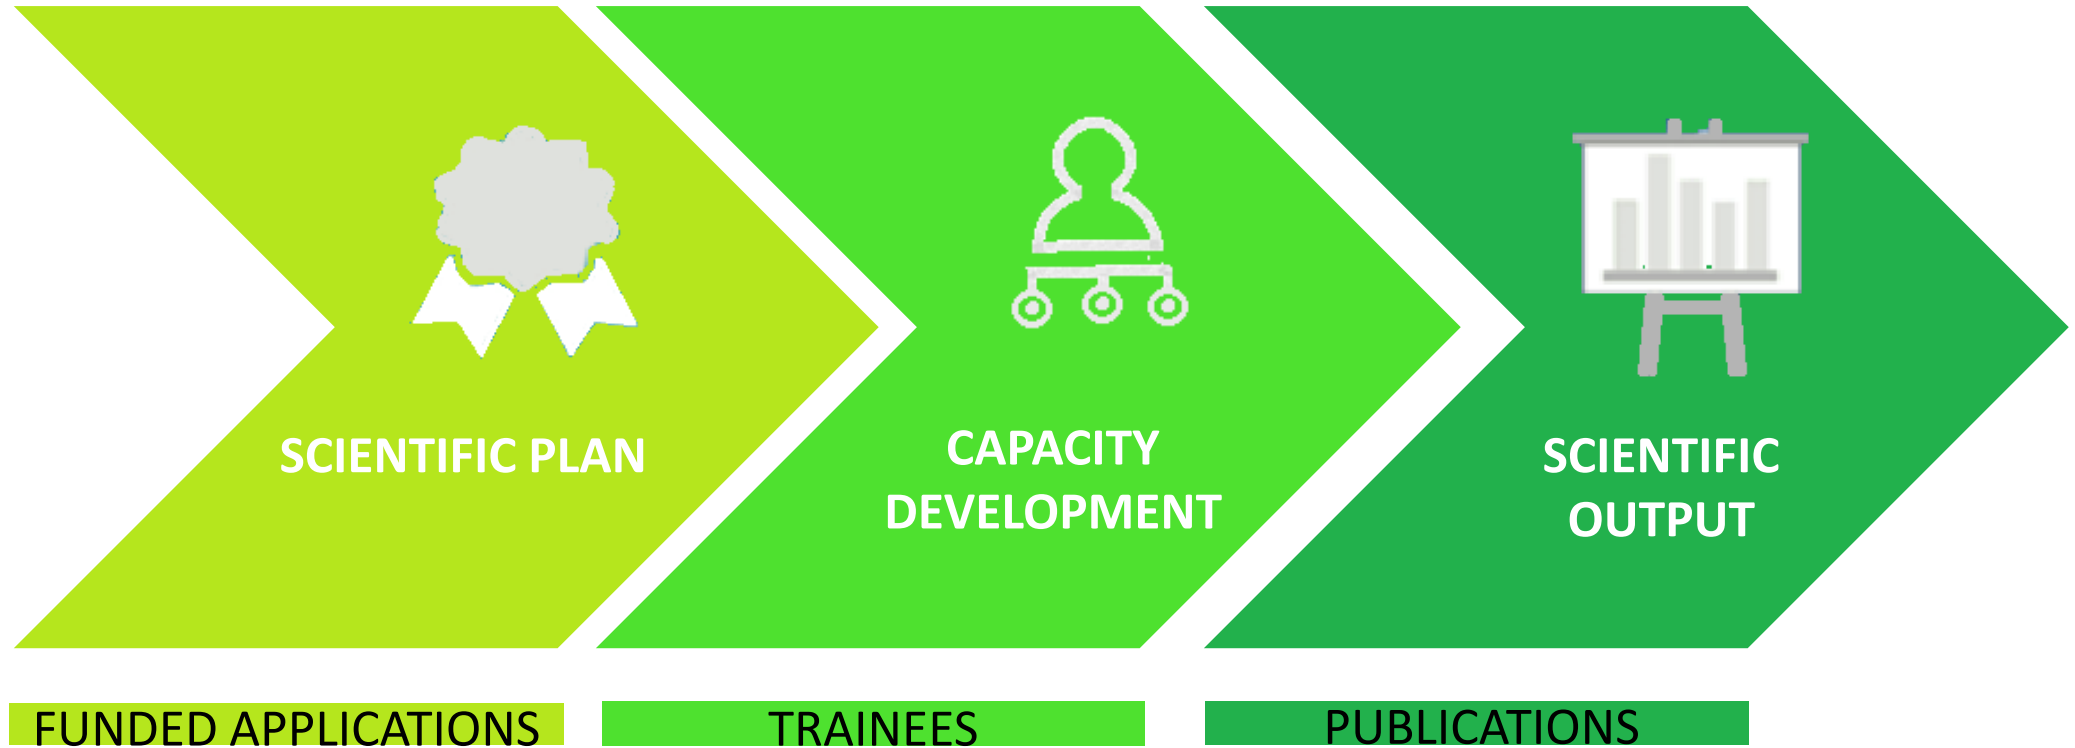 SCIENTIFIC PLAN
CAPACITY
DEVELOPMENT
SCIENTIFIC
OUTPUT
FUNDED APPLICATIONS
TRAINEES
PUBLICATIONS